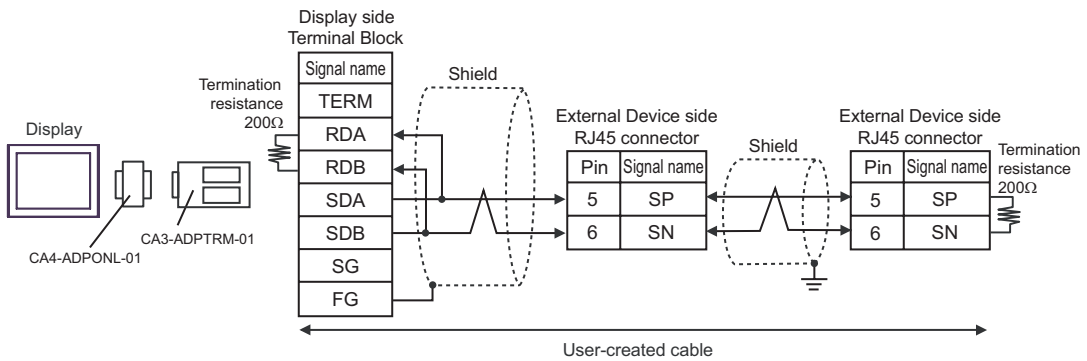 Display side
Terminal Block
Signal name
TERM
RDA
RDB
SDA
SDB
SG
FG
Termination
resistance
200Ω
Display
CA4-ADPONL-01
CA3-ADPTRM-01
Shield
External Device side
RJ45 connector
Pin Signal name
5 SP
6 SN
Shield
External Device side
RJ45 connector
Pin Signal name
5 SP
6 SN
Termination
resistance
200Ω
User-created cable